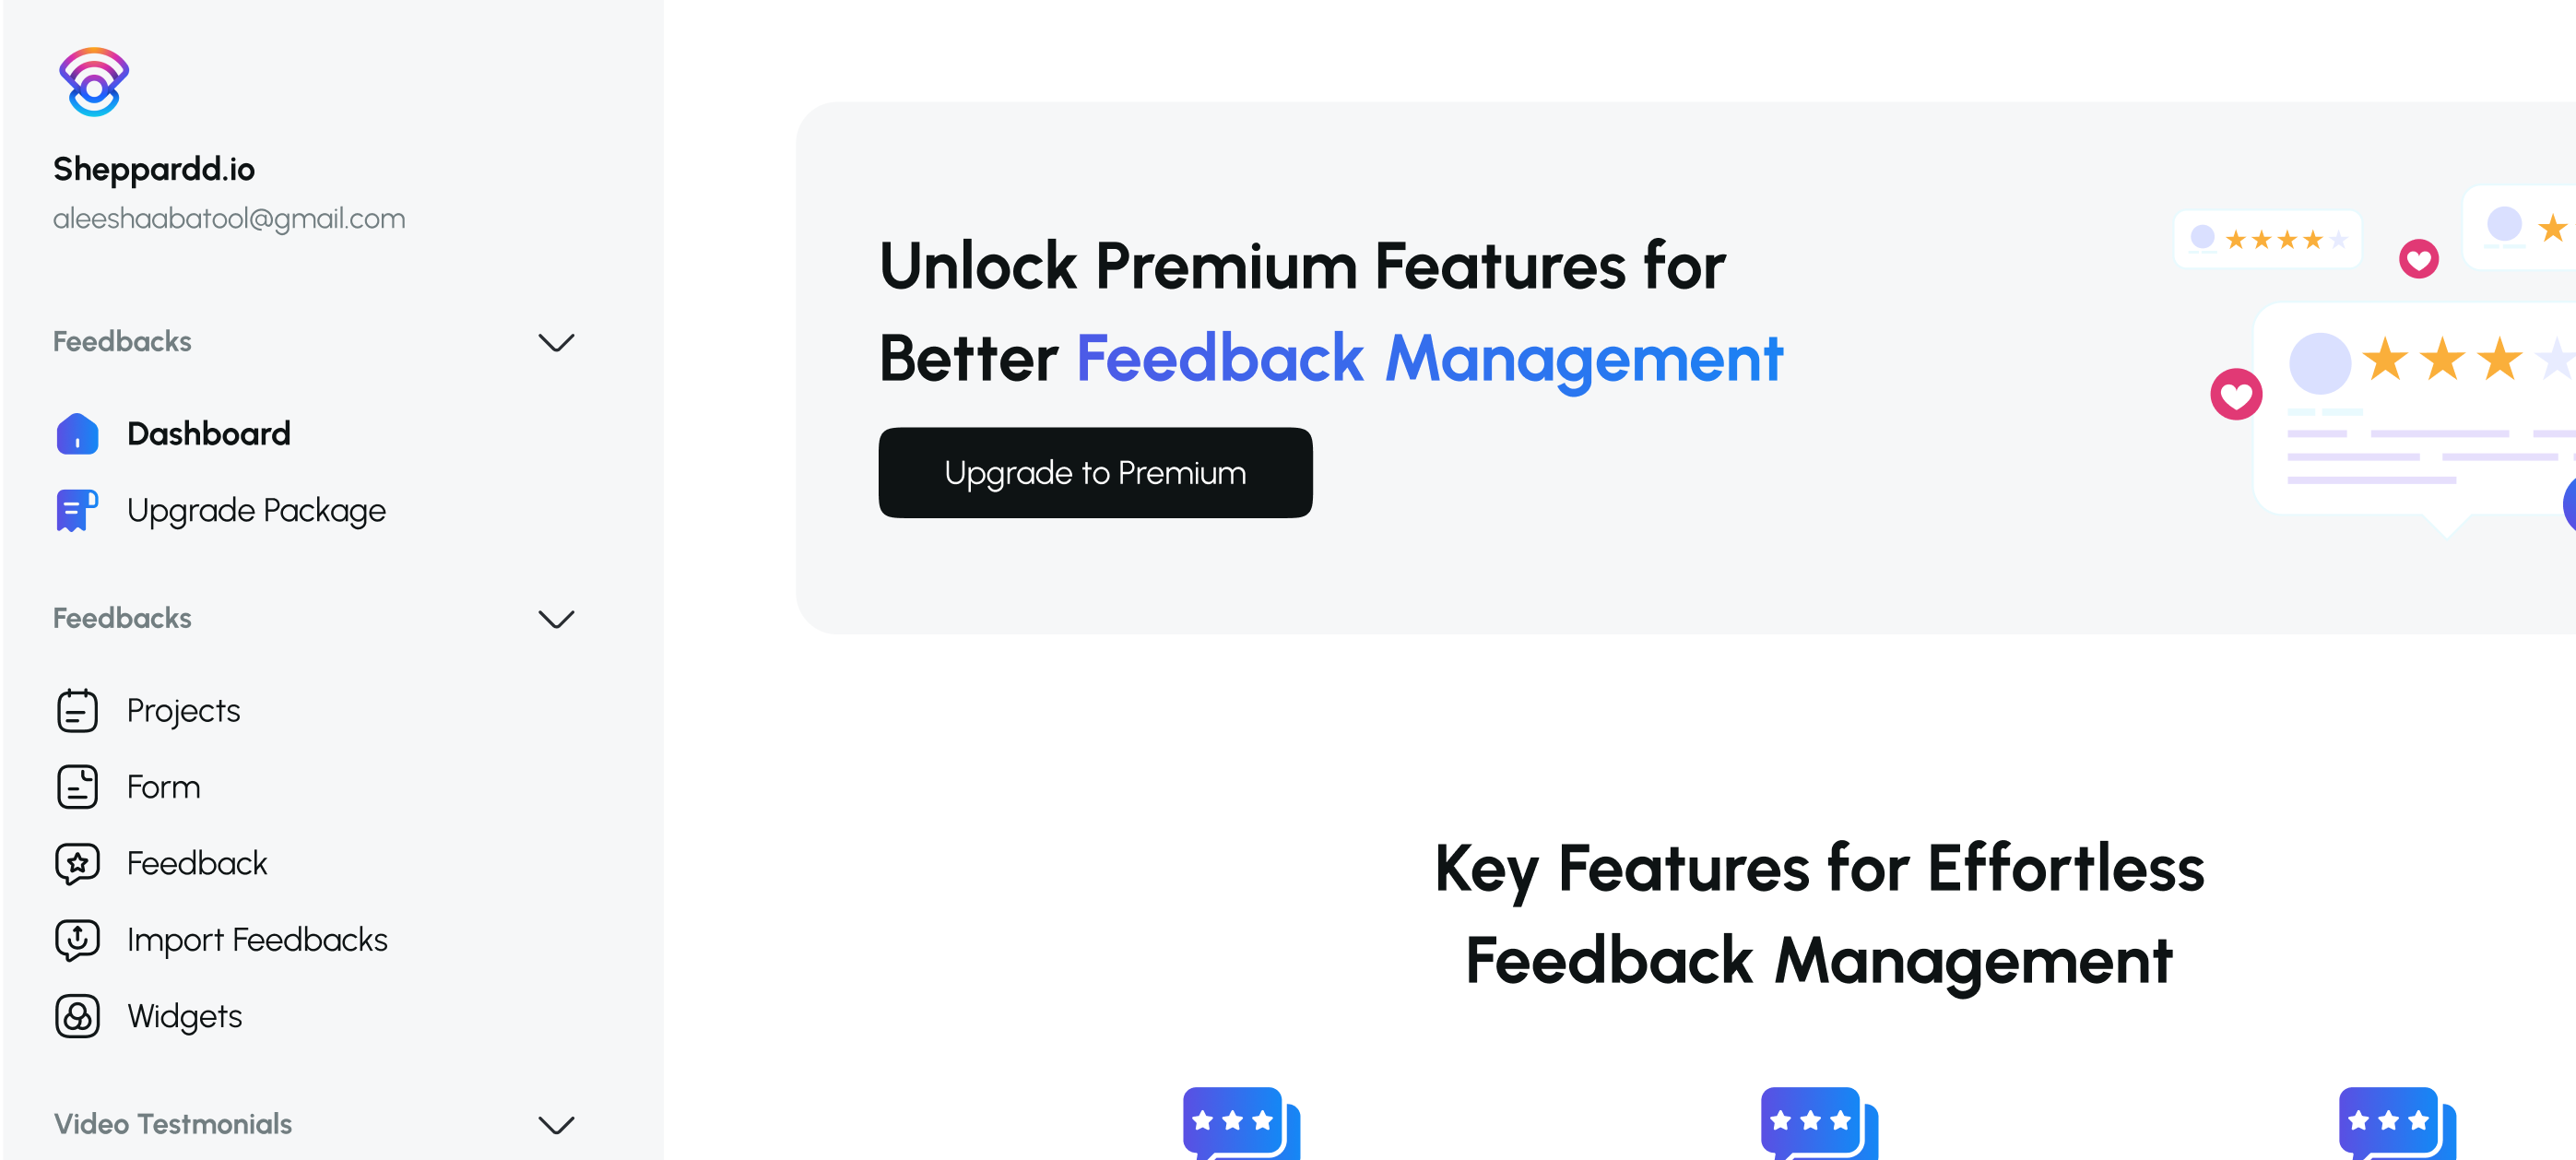 Sheppardd.io
aleeshaabatool@gmail.com
Feedbacks
Dashboard
Upgrade Package
Feedbacks
Projects
Form
Feedback
Import Feedbacks
Widgets
Video Testmonials
Unlock Premium Features for
Better Feedback Management
Upgrade to Premium
Key Features for Effortless
Feedback Management